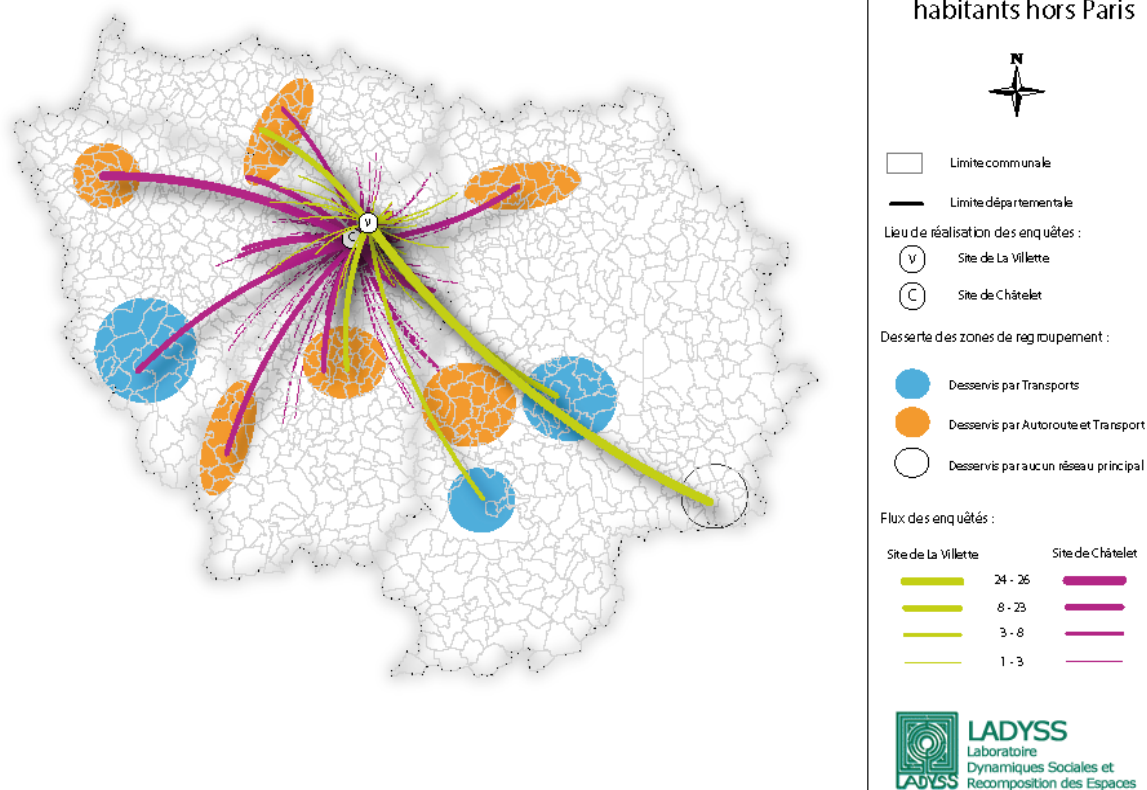 habitants hors Paris
N
Limite communale
Limite départementale
Lieu de réalisation des enquêtes :
V Site de La Villette
C Site de Châtelet
Desserte des zones de regroupement :
Desservis par Transports
Desservis par Autoroute et Transport
Desservis par aucun réseau principal
Flux des enquêtés :
Site de La Villette Site de Châtelet
24 - 26
8 - 23
3 - 8
1 - 3
V
C
LADYSS
Laboratoire
Dynamiques Sociales et
Recomposition des Espaces
LADYSS